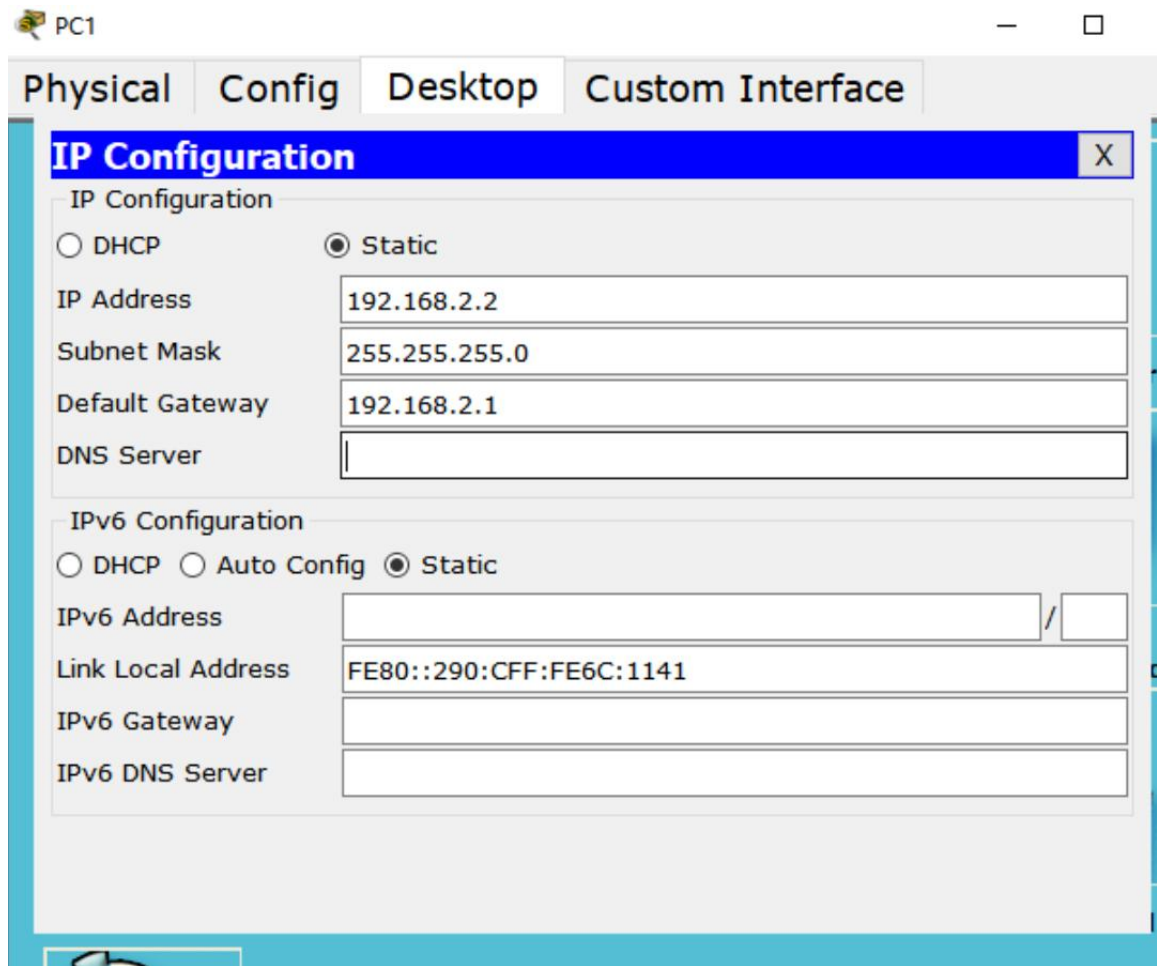 PC1
Physical Config Desktop Custom Interface
IP Configuration X
IP Configuration
DHCP Static
IP Address 192.168.2.2
Subnet Mask 255.255.255.0
Default Gateway 192.168.2.1
DNS Server
IPv6 Configuration
DHCP Auto Config Static
IPv6 Address /
Link Local Address FE80::290:CFF:FE6C:1141
IPv6 Gateway
IPv6 DNS Server